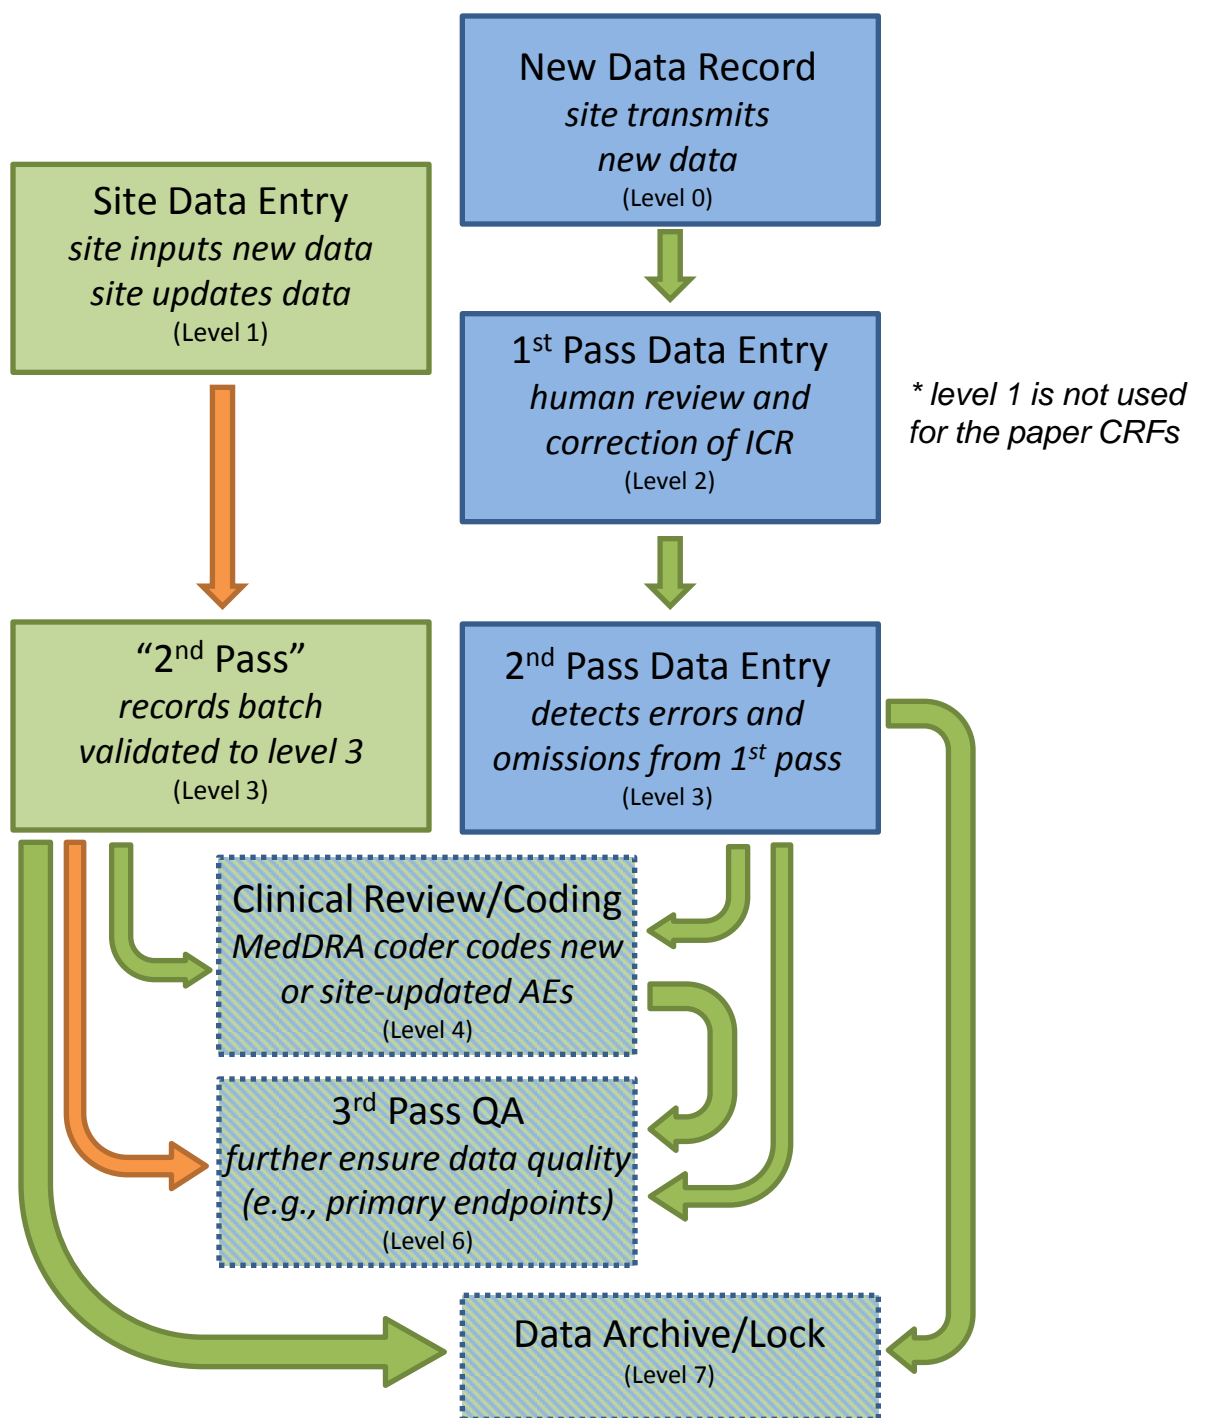 New Data Record
site transmits
new data
(Level 0)
Site Data Entry
site inputs new data
site updates data
(Level 1)
1st Pass Data Entry
human review and
correction of ICR
(Level 2)
* level 1 is not used
for the paper CRFs
“2nd Pass”
records batch
validated to level 3
(Level 3)
2nd Pass Data Entry
detects errors and
omissions from 1st pass
(Level 3)
Clinical Review/Coding
MedDRA coder codes new
or site-updated AEs
(Level 4)
3rd Pass QA
further ensure data quality
(e.g., primary endpoints)
(Level 6)
Data Archive/Lock
(Level 7)